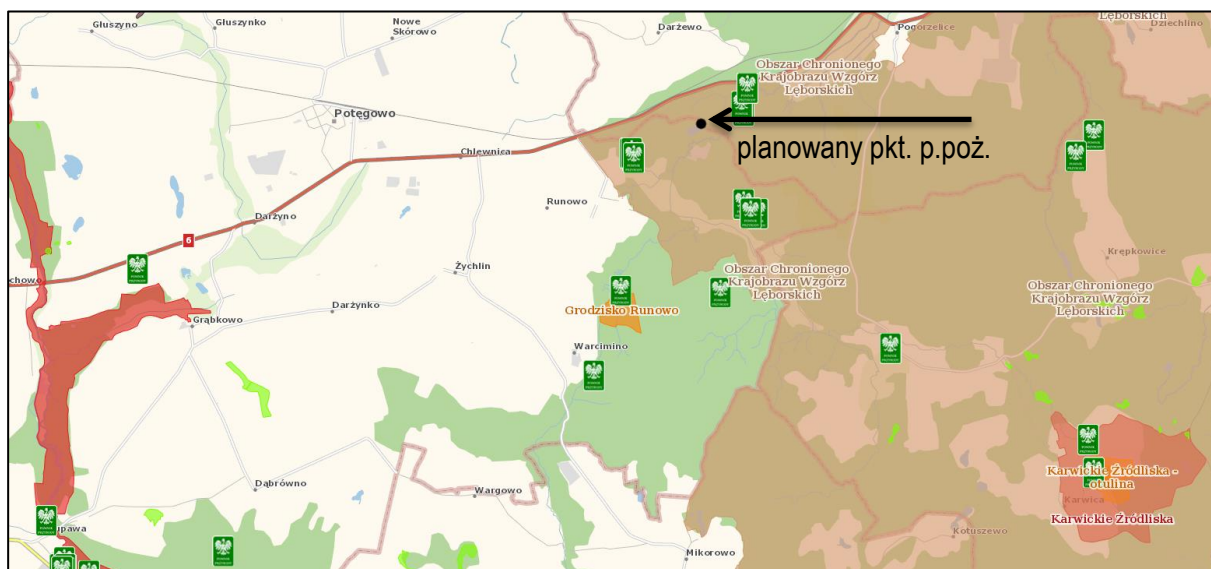 Głuszyno
Głuszynko
Nowe
Skórowo
Darżewo
Pogorzelice
Lęborskich
Dziechlino
Obszar Chronionego
Krajobrazu Wzgórz
Lęborskich
Potęgowo
planowany pkt. p.poż.
Chlewnica
Runowo
Darżyno
6
chowo
Żychlin
Krępkowice
Obszar Chronionego
Krajobrazu Wzgórz
Lęborskich
Obszar Chronionego
Krajobrazu Wzgórz
Lęborskich
Grodzisko Runowo
Darżynko
Grąbkowo
Warcimino
Karwickie Źródliska -
otulina
Karwica
Karwickie Źródliska
Dąbrówno
Wargowo
upawa
Kotuszewo
Mikorowo